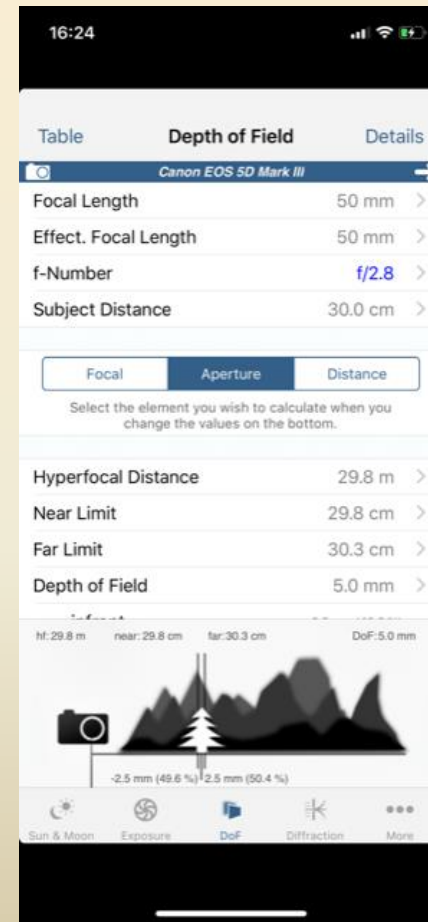 16:24
Table Depth of Field Details
Canon EOS 5D Mark III
Focal Length 50 mm
Effect. Focal Length 50 mm
f-Number f/2.8
Subject Distance 30.0 cm
Focal Aperture Distance
Select the element you wish to calculate when you
change the values on the bottom.
Hyperfocal Distance 29.8 m
Near Limit 29.8 cm
Far Limit 30.3 cm
Depth of Field 5.0 mm
hf: 29.8 m near: 29.8 cm far: 30.3 cm DoF: 5.0 mm
-2.5 mm (49.6 %) 2.5 mm (50.4 %)
Sun & Moon Exposure DoF Diffraction More